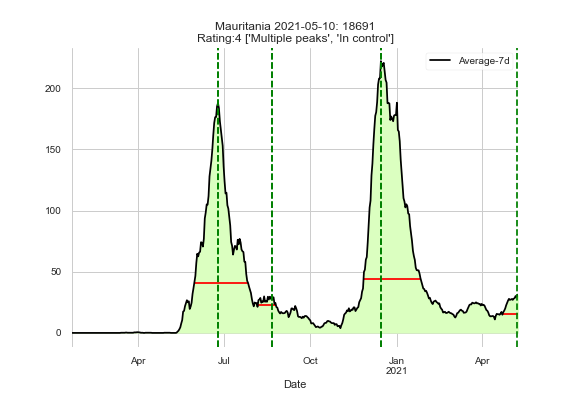 Mauritania 2021-05-10: 18691
Rating:4 ['Multiple peaks', 'In control']
Average-7d
200
150
100
50
0
Apr
Jul
Oct
Jan
2021
Apr
Date